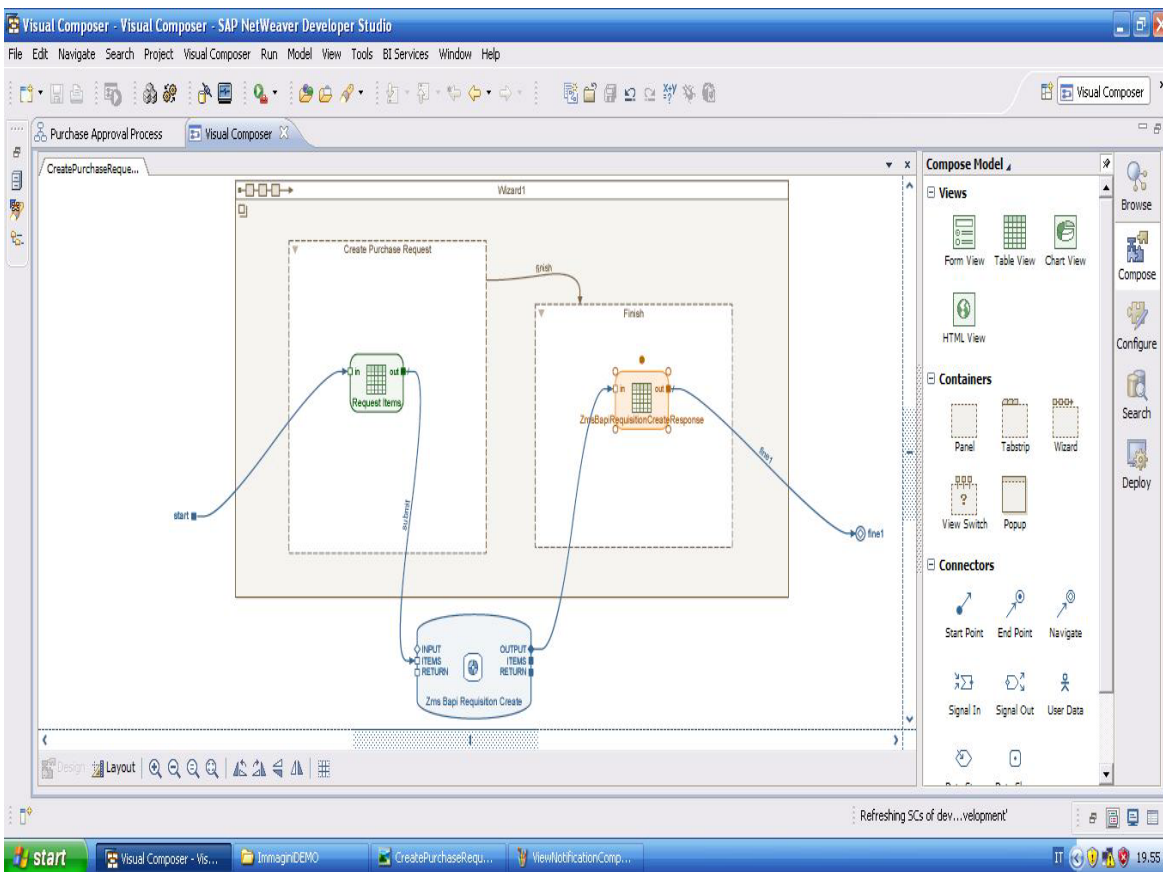 Visual Composer - Visual Composer - SAP NetWeaver Developer Studio
File Edit Navigate Search Project Visual Composer Run Model View Tools BI Services Window Help
Visual Composer
Purchase Approval Process
Visual Composer
CreatePurchaseReque...
Wizard1
Create Purchase Request
finish
Finish
in
out
Request Items
in
out
ZmsBapiRequisitionCreateResponse
fine1
start
submit
fine1
INPUT
ITEMS
RETURN
OUTPUT
ITEMS
RETURN
Zms Bapi Requisition Create
Design
Layout
Compose Model
Views
Form View
Table View
Chart View
HTML View
Containers
Panel
Tabstrip
Wizard
?
View Switch
Popup
Connectors
Start Point
End Point
Navigate
Signal In
Signal Out
User Data
Browse
Compose
Configure
Search
Deploy
Refreshing SCs of dev...velopment'
start
Visual Composer - Vis...
ImmaginiDEMO
CreatePurchaseRequ...
ViewNotificationComp...
IT
19.55